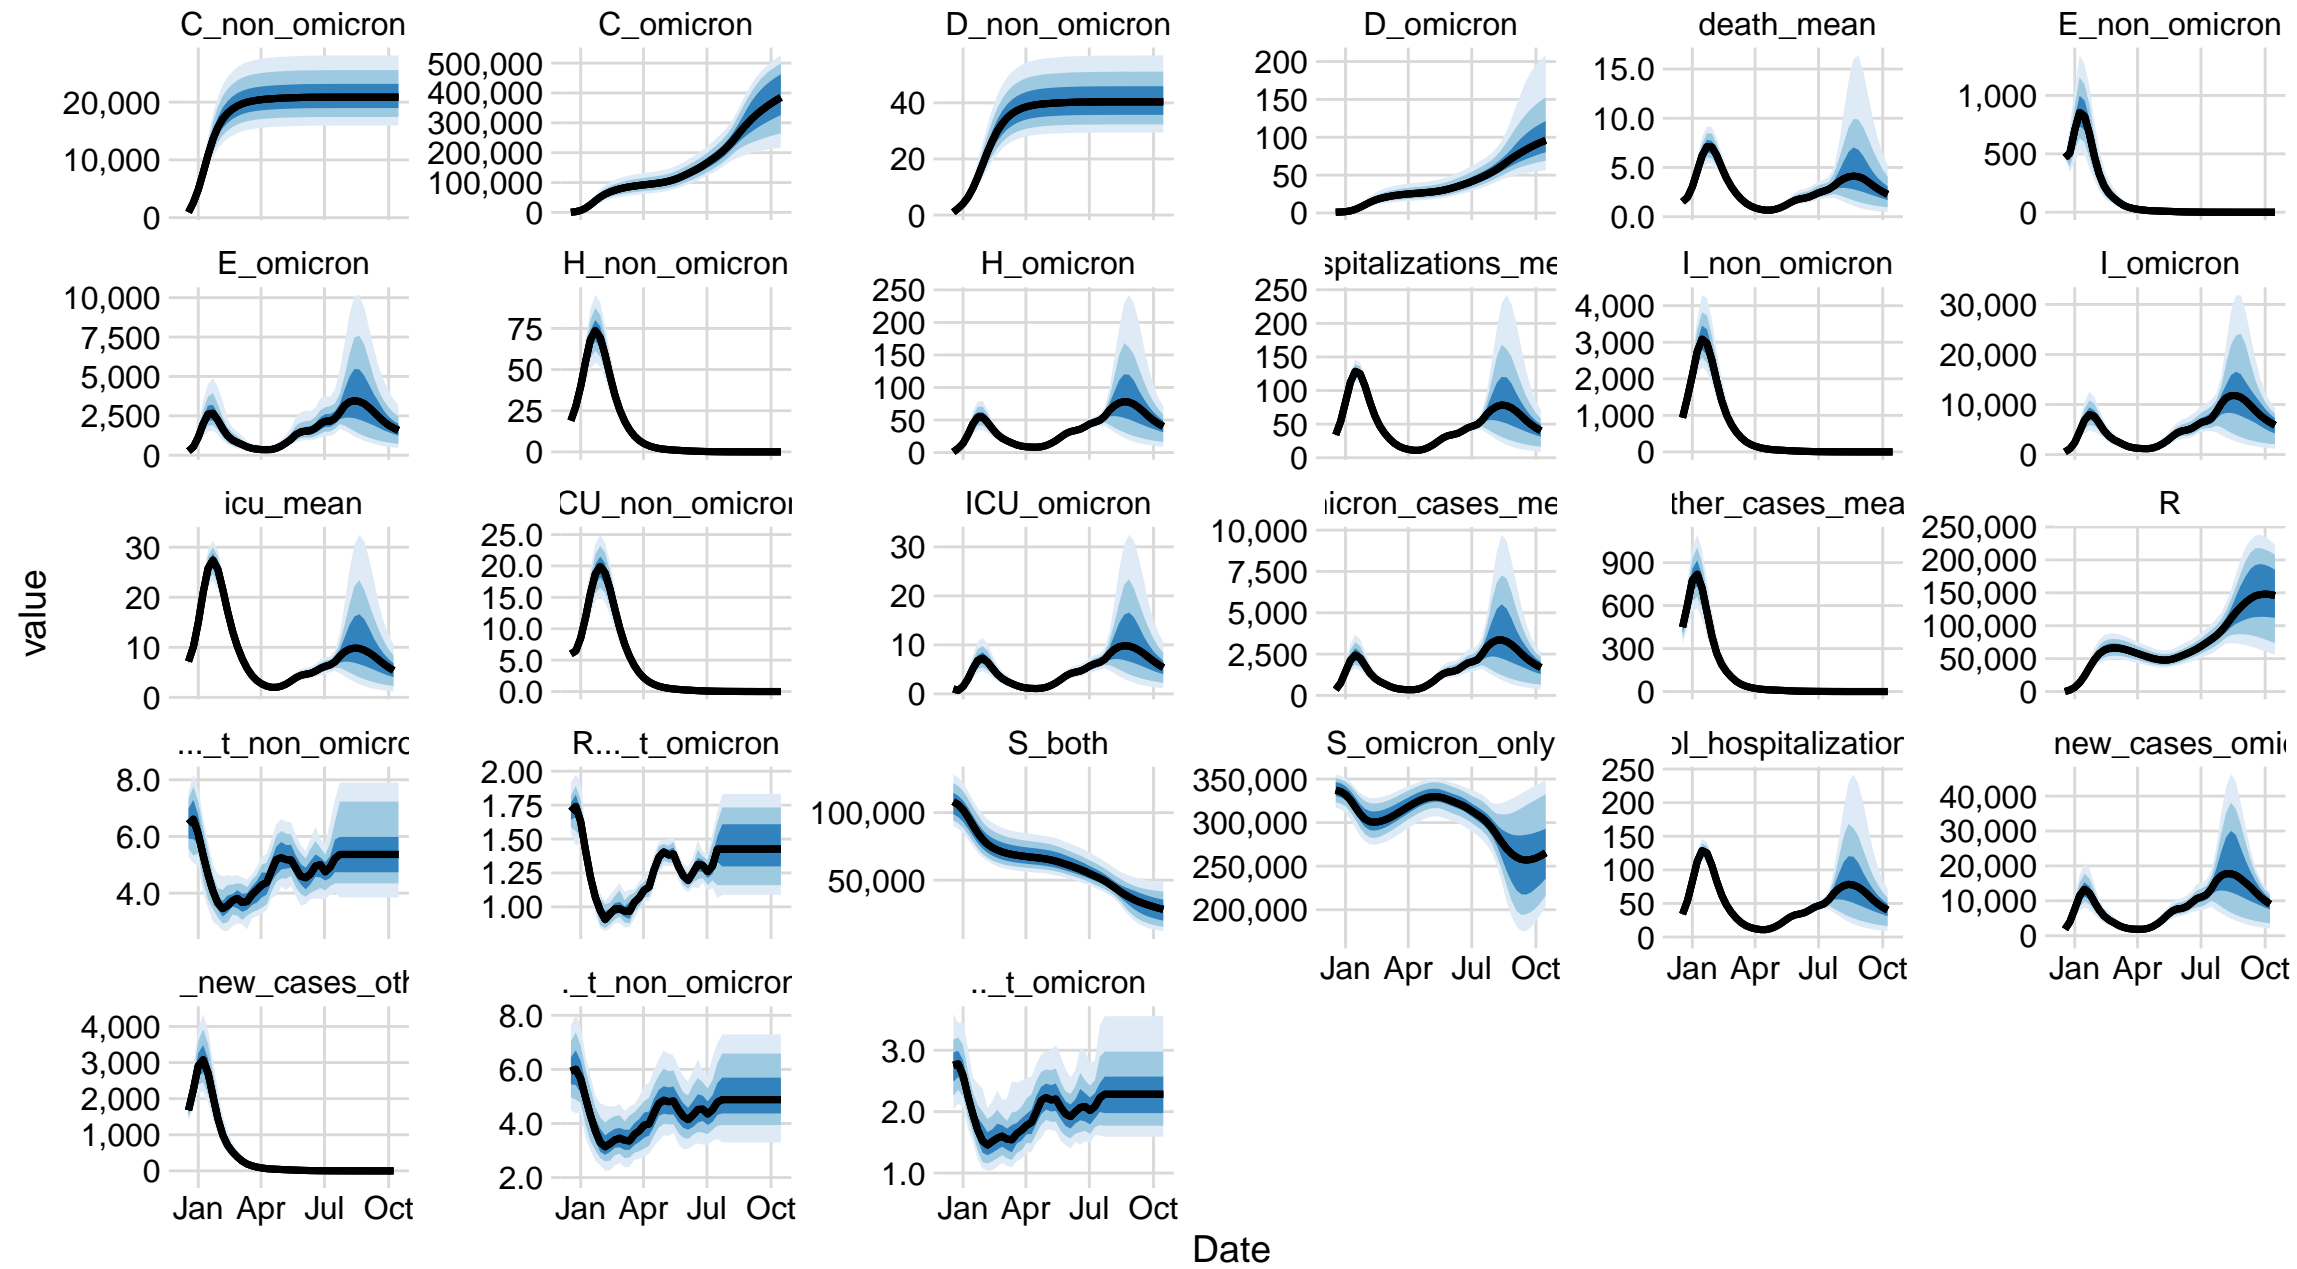 C_non_omicron C_omicron D_non_omicron D_omicron death_mean E_non_omicron
20,000 10,000 0
500,000 400,000 300,000 200,000 100,000 0
40 20 0
200 150 100 50 0
15.0 10.0 5.0 0.0
1,000 500 0
E_omicron H_non_omicron H_omicron spitalizations_me I_non_omicron I_omicron
10,000 7,500 5,000 2,500 0
75 50 25 0
250 200 150 100 50 0
250 200 150 100 50 0
4,000 3,000 2,000 1,000 0
30,000 20,000 10,000 0
icu_mean CU_non_omicron ICU_omicron icron_cases_me ther_cases_mea R
30 20 10 0
25.0 20.0 15.0 10.0 5.0 0.0
30 20 10 0
10,000 7,500 5,000 2,500 0
900 600 300 0
250,000 200,000 150,000 100,000 50,000 0
value
..._t_non_omicro R..._t_omicron S_both S_omicron_only ol_hospitalization new_cases_omi
8.0 6.0 4.0
2.00 1.75 1.50 1.25 1.00
100,000 50,000
350,000 300,000 250,000 200,000
250 200 150 100 50 0
40,000 30,000 20,000 10,000 0
Jan Apr Jul Oct Jan Apr Jul Oct Jan Apr Jul Oct
_new_cases_oth ._t_non_omicron .._t_omicron
4,000 3,000 2,000 1,000 0
8.0 6.0 4.0 2.0
3.0 2.0 1.0
Jan Apr Jul Oct Jan Apr Jul Oct Jan Apr Jul Oct
Date